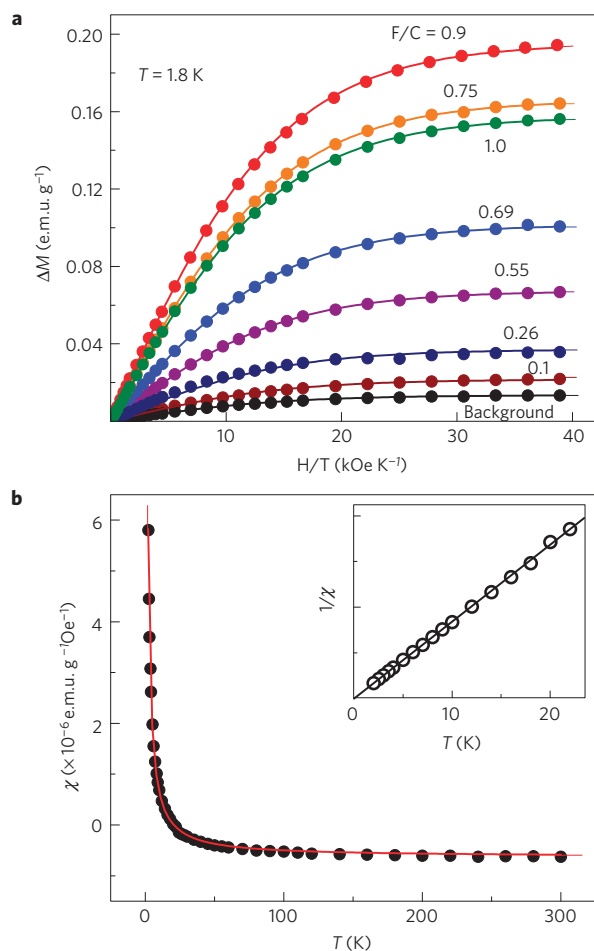 a
0.20
F/C = 0.9
T = 1.8 K
0.16
0.75
1.0
0.12
ΔM (e.m.u. g⁻¹)
0.69
0.08
0.55
0.04
0.26
0.1
Background
10
20
30
40
H/T (kOe K⁻¹)
b
6
4
2
0
χ (× 10⁻⁶ e.m.u. g⁻¹Oe⁻¹)
1/χ
0
10
20
T (K)
0
100
200
300
T (K)